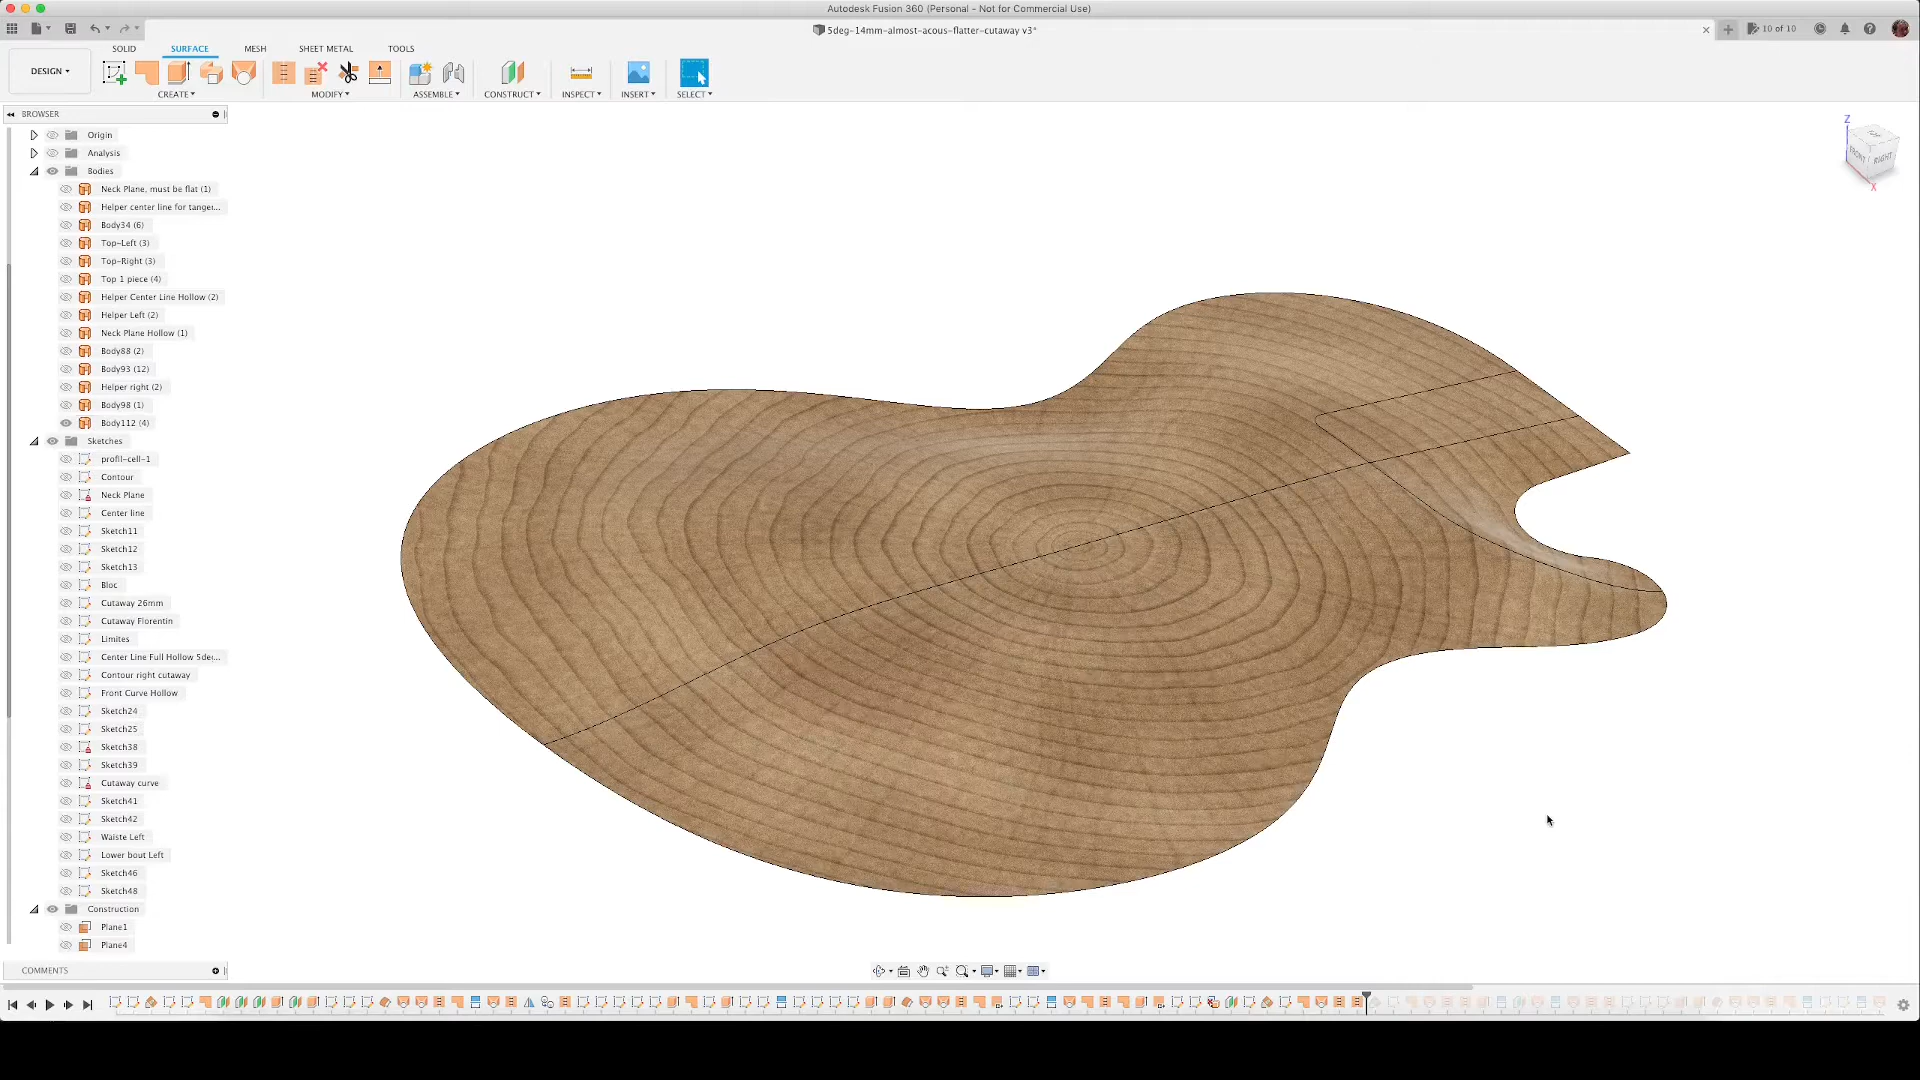 Autodesk Fusion 360 (Personal - Not for Commercial Use)
5deg-14mm-almost-acous-flatter-cutaway v3*
10 of 10
DESIGN
SOLID
SURFACE
MESH
SHEET METAL
TOOLS
CREATE
MODIFY
ASSEMBLE
CONSTRUCT
INSPECT
INSERT
SELECT
BROWSER
Origin
Analysis
Bodies
Neck Plane, must be flat (1)
Helper center line for tanger...
Body34 (6)
Top-Left (3)
Top-Right (3)
Top 1 piece (4)
Helper Center Line Hollow (2)
Helper Left (2)
Neck Plane Hollow (1)
Body88 (2)
Body93 (12)
Helper right (2)
Body98 (1)
Body112 (4)
Sketches
profil-cell-1
Contour
Neck Plane
Center line
Sketch11
Sketch12
Sketch13
Bloc
Cutaway 26mm
Cutaway Florentin
Limites
Center Line Full Hollow 5de...
Contour right cutaway
Front Curve Hollow
Sketch24
Sketch25
Sketch38
Sketch39
Cutaway curve
Sketch41
Sketch42
Waiste Left
Lower bout Left
Sketch46
Sketch48
Construction
Plane1
Plane4
COMMENTS
Z
TOP
FRONT
RIGHT
X